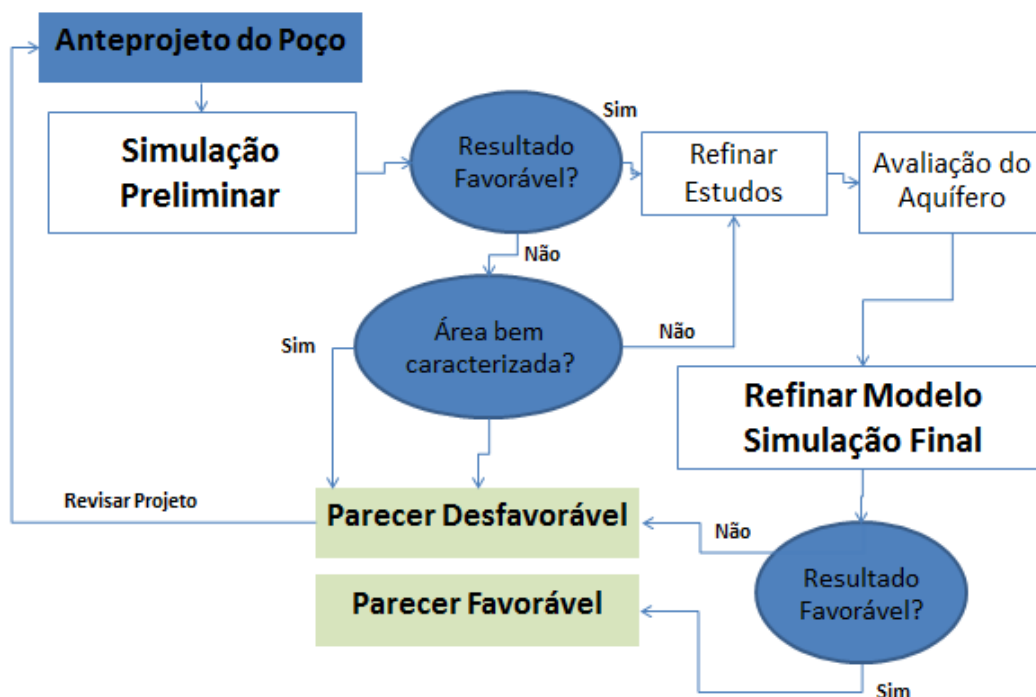 Anteprojeto do Poço
Simulação
Preliminar
Resultado
Favorável?
Sim
Refinar
Estudos
Avaliação do
Aquífero
Não
Área bem
caracterizada?
Sim
Não
Refinar Modelo
Simulação Final
Revisar Projeto
Parecer Desfavorável
Não
Resultado
Favorável?
Parecer Favorável
Sim